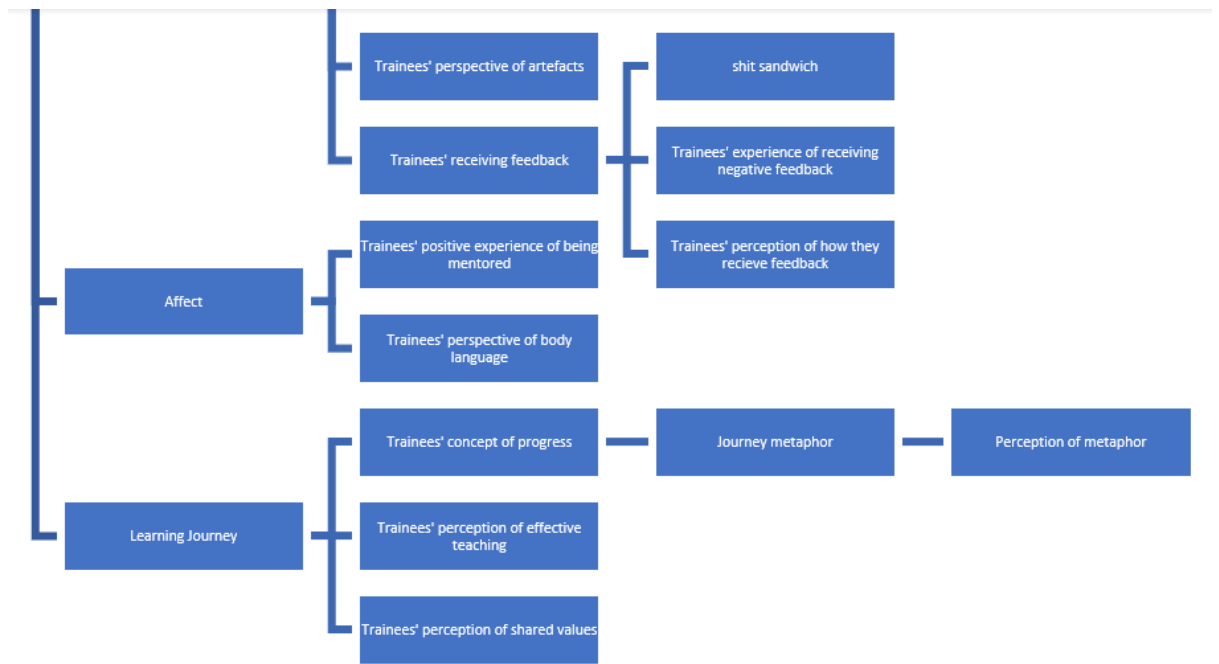 Trainees' perspective of artefacts
shit sandwich
Trainees' receiving feedback
Trainees' experience of receiving
negative feedback
Trainees' positive experience of being
mentored
Trainees' perception of how they
recieve feedback
Affect
Trainees' perspective of body
language
Trainees' concept of progress
Journey metaphor
Perception of metaphor
Learning Journey
Trainees' perception of effective
teaching
Trainees' perception of shared values